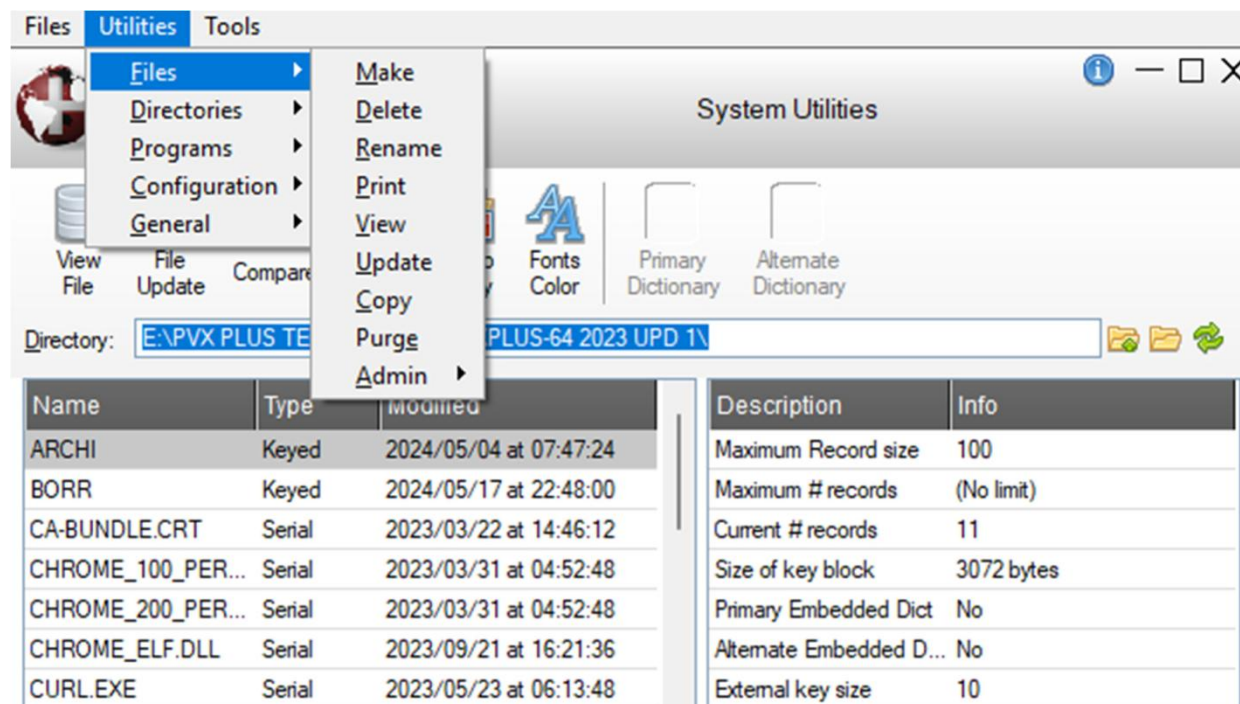 Files Utilities Tools
Files Make
Directories Delete
Programs Rename
Configuration Print
General View
Update
Copy
Purge
Admin
System Utilities
View File
File Update
Compare
Fonts Color
Primary Dictionary
Alternate Dictionary
Directory: E:\PVX PLUS TE PLUS-64 2023 UPD 1\
Name Type Modified Description Info
ARCHI Keyed 2024/05/04 at 07:47:24 Maximum Record size 100
BORR Keyed 2024/05/17 at 22:48:00 Maximum # records (No limit)
CA-BUNDLE.CRT Serial 2023/03/22 at 14:46:12 Current # records 11
CHROME_100_PER... Serial 2023/03/31 at 04:52:48 Size of key block 3072 bytes
CHROME_200_PER... Serial 2023/03/31 at 04:52:48 Primary Embedded Dict No
CHROME_ELF.DLL Serial 2023/09/21 at 16:21:36 Alternate Embedded D... No
CURL.EXE Serial 2023/05/23 at 06:13:48 External key size 10